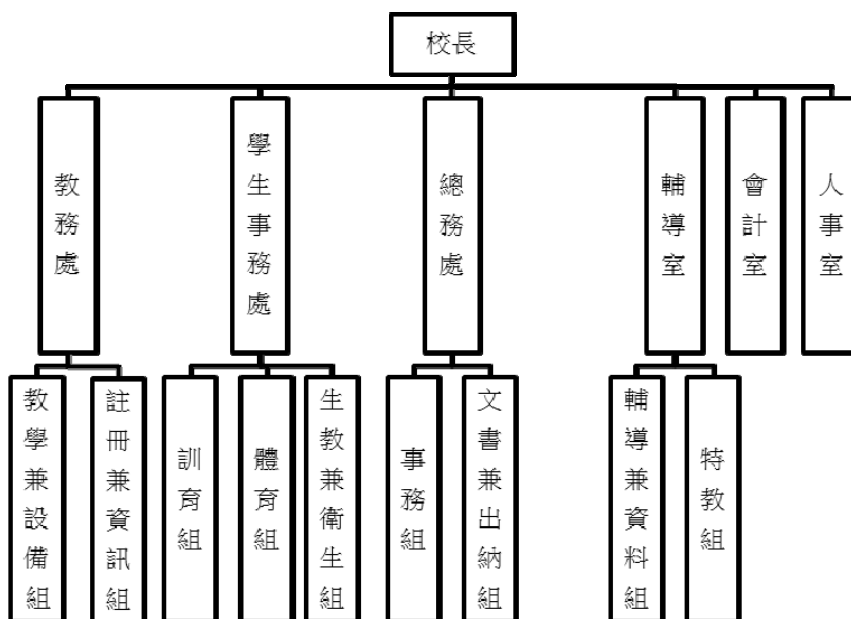 校長
教務處
學生事務處
總務處
輔導室
會計室
人事室
教學兼設備組
註冊兼資訊組
訓育組
體育組
生教兼衛生組
事務組
文書兼出納組
輔導兼資料組
特教組